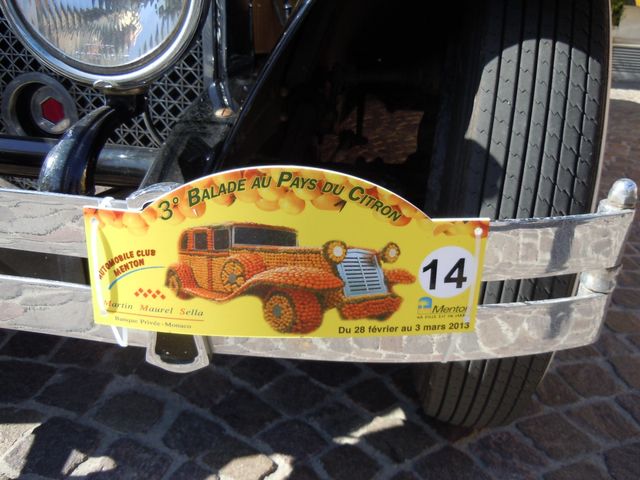 3° BALADE AU PAYS DU CITRON
AUTOMOBILE CLUB
MENTON
14
Martin Maurel Sella
Banque Privée - Monaco
Menton
Du 28 février au 3 mars 2013